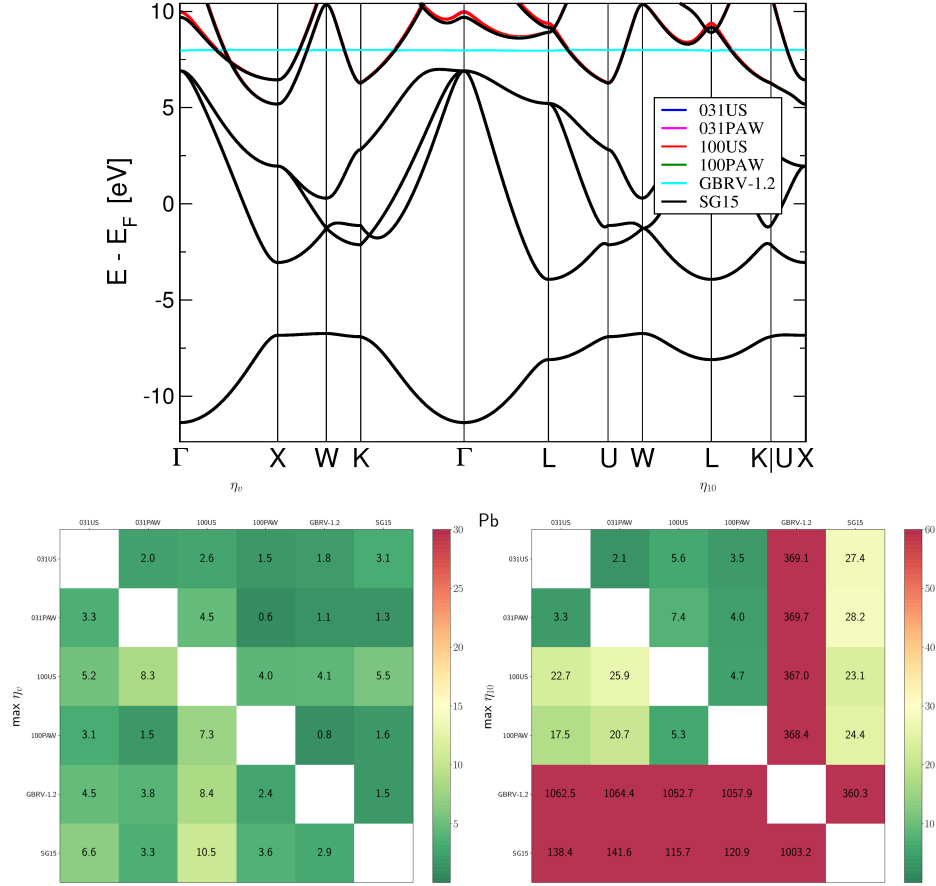 10
5
0
-5
-10
E - E_F [eV]
031US
031PAW
100US
100PAW
GBRV-1.2
SG15
Γ X W K Γ L U W L K|U X
η_v
η_10
Pb
031US 031PAW 100US 100PAW GBRV-1.2 SG15
031US 2.0 2.6 1.5 1.8 3.1
031PAW 3.3 4.5 0.6 1.1 1.3
100US 5.2 8.3 4.0 4.1 5.5
100PAW 3.1 1.5 7.3 0.8 1.6
GBRV-1.2 4.5 3.8 8.4 2.4 1.5
SG15 6.6 3.3 10.5 3.6 2.9
max η_v
30
25
20
15
10
5
031US 031PAW 100US 100PAW GBRV-1.2 SG15
031US 2.1 5.6 3.5 369.1 27.4
031PAW 3.3 7.4 4.0 369.7 28.2
100US 22.7 25.9 4.7 367.0 23.1
100PAW 17.5 20.7 5.3 368.4 24.4
GBRV-1.2 1062.5 1064.4 1052.7 1057.9 360.3
SG15 138.4 141.6 115.7 120.9 1003.2
max η_10
60
50
40
30
20
10